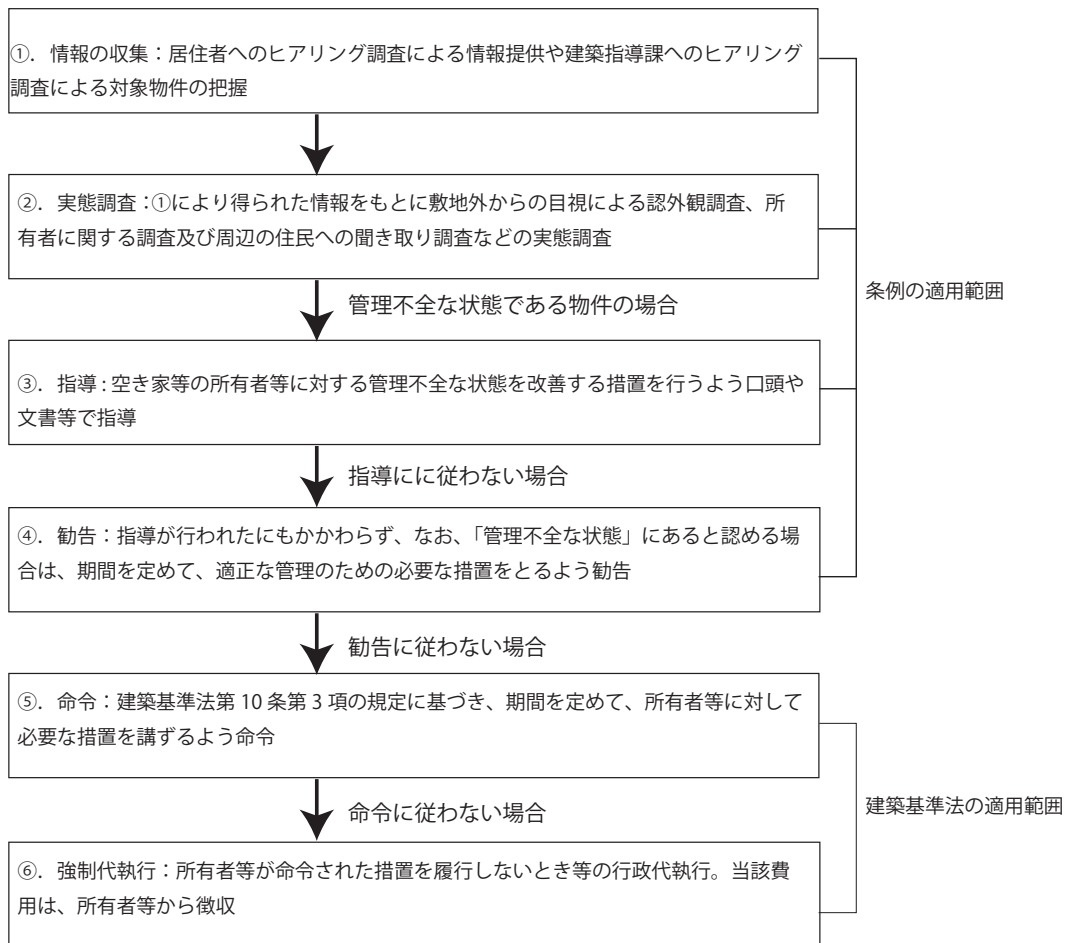 ①．情報の収集：居住者へのヒアリング調査による情報提供や建築指導課へのヒアリング
調査による対象物件の把握
②．実態調査：①により得られた情報をもとに敷地外からの目視による認外観調査、所
有者に関する調査及び周辺の住民への聞き取り調査などの実態調査
管理不全な状態である物件の場合
条例の適用範囲
③．指導 : 空き家等の所有者等に対する管理不全な状態を改善する措置を行うよう口頭や
文書等で指導
指導にに従わない場合
④．勧告：指導が行われたにもかかわらず、なお、「管理不全な状態」にあると認める場
合は、期間を定めて、適正な管理のための必要な措置をとるよう勧告
勧告に従わない場合
⑤．命令：建築基準法第 10 条第 3 項の規定に基づき、期間を定めて、所有者等に対して
必要な措置を講ずるよう命令
命令に従わない場合
建築基準法の適用範囲
⑥．強制代執行：所有者等が命令された措置を履行しないとき等の行政代執行。当該費
用は、所有者等から徴収